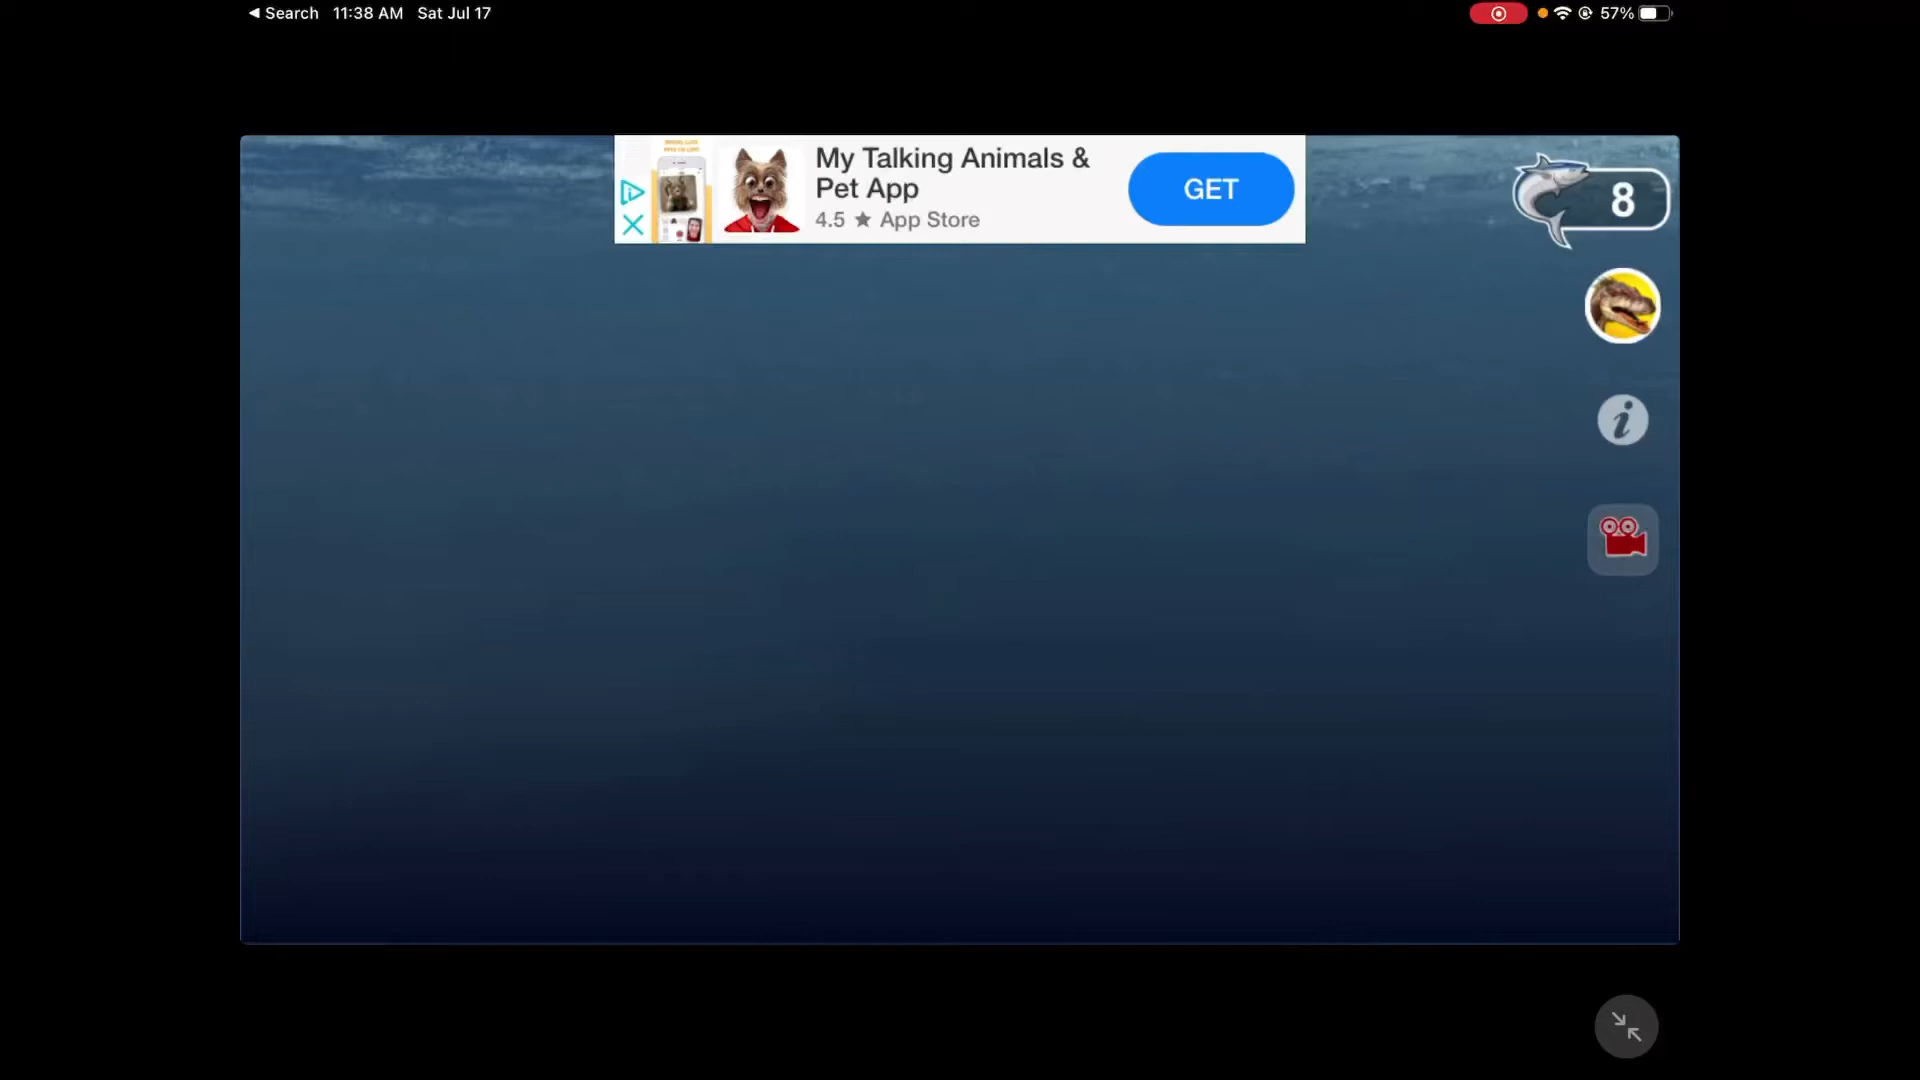 Search 11:38 AM Sat Jul 17
57%
My Talking Animals &
Pet App
4.5 ★ App Store
GET
8
i